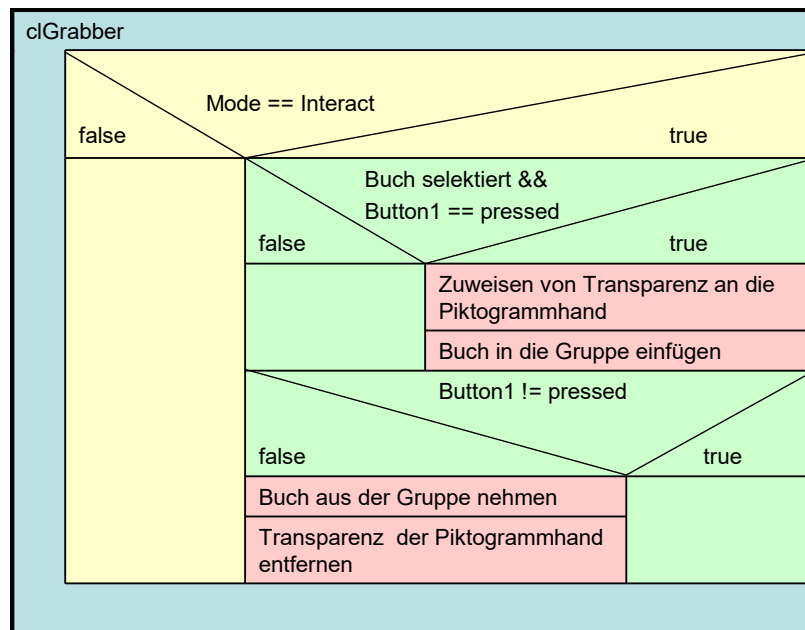 clGrabber
Mode == Interact
false
true
Buch selektiert &&
Button1 == pressed
false
true
Zuweisen von Transparenz an die
Piktogrammhand
Buch in die Gruppe einfügen
Button1 != pressed
false
true
Buch aus der Gruppe nehmen
Transparenz der Piktogrammhand
entfernen